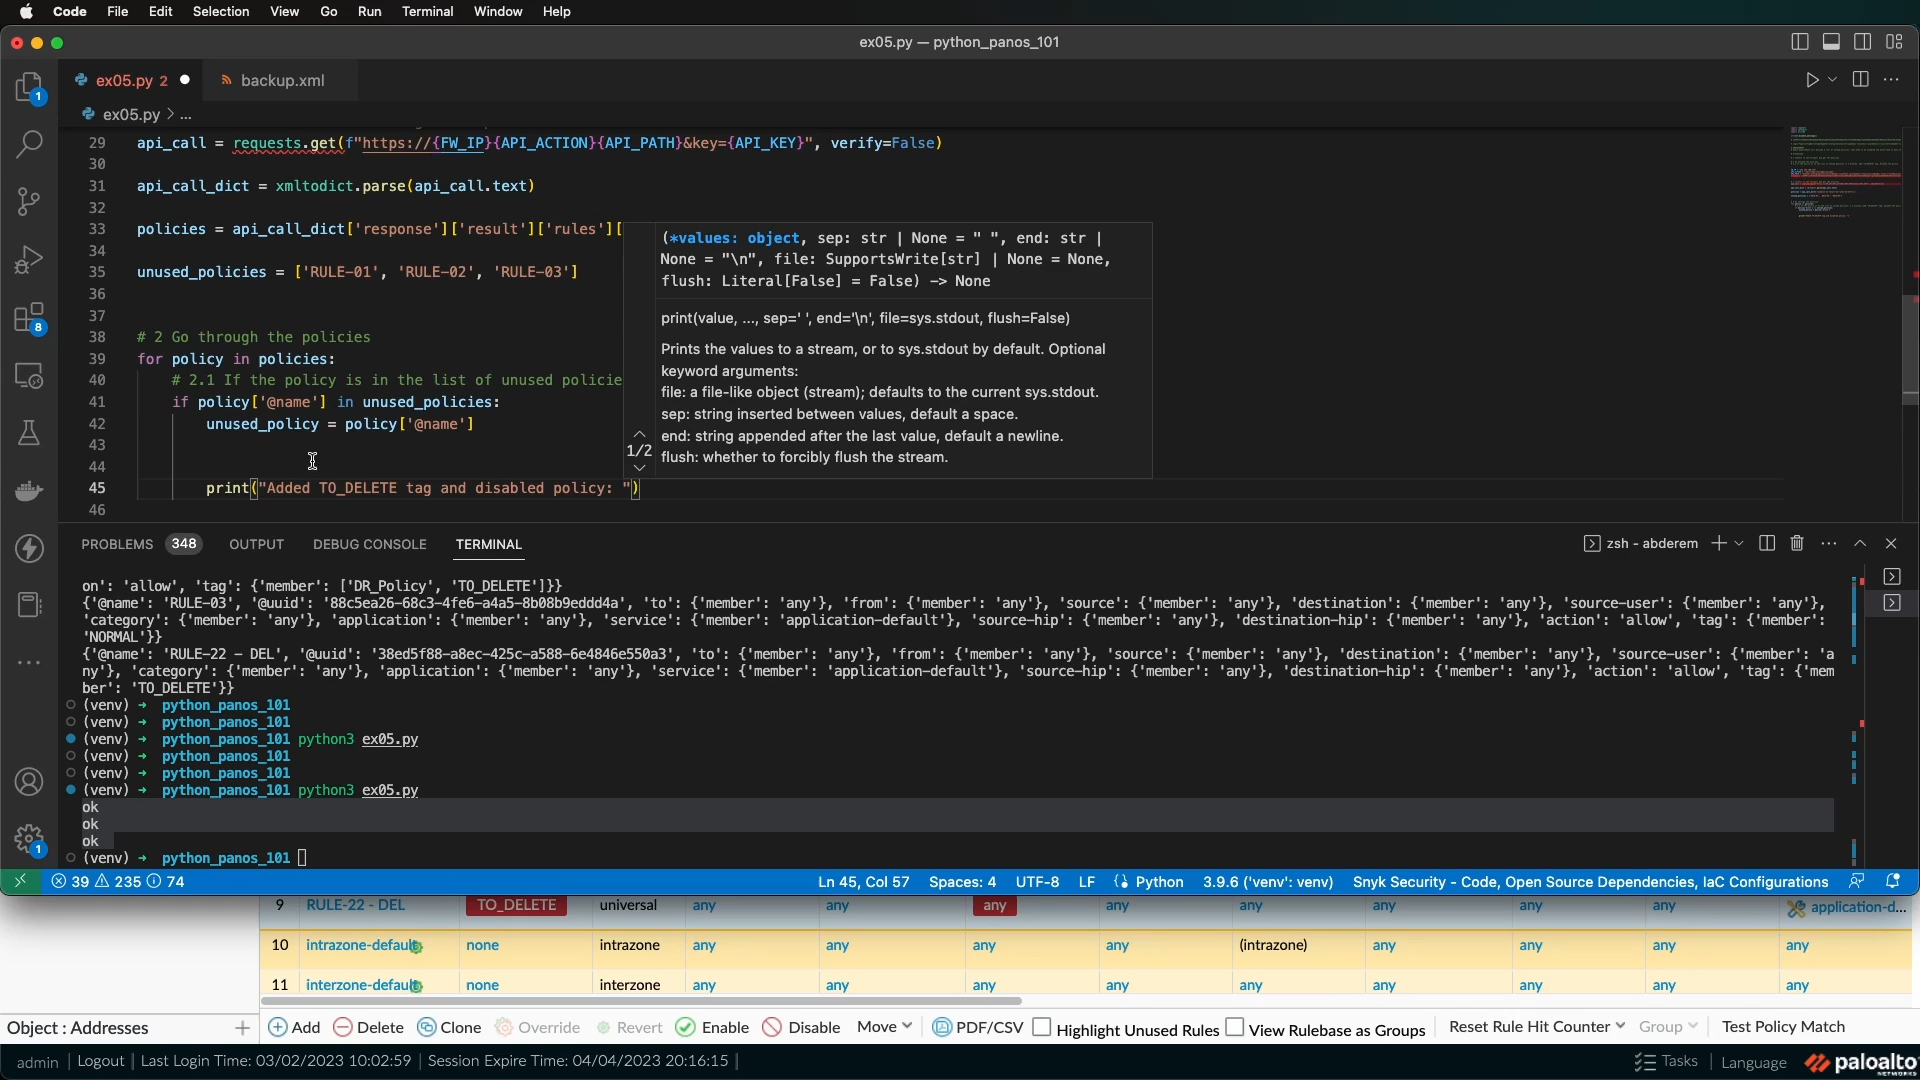 Code File Edit Selection View Go Run Terminal Window Help
ex05.py — python_panos_101
ex05.py 2 backup.xml
ex05.py > ...
29 api_call = requests.get(f"https://{FW_IP}{API_ACTION}{API_PATH}&key={API_KEY}", verify=False)
30
31 api_call_dict = xmltodict.parse(api_call.text)
32
33 policies = api_call_dict['response']['result']['rules'][
34
35 unused_policies = ['RULE-01', 'RULE-02', 'RULE-03']
36
37
38 # 2 Go through the policies
39 for policy in policies:
40 # 2.1 If the policy is in the list of unused policie
41 if policy['@name'] in unused_policies:
42 unused_policy = policy['@name']
43
44
45 print("Added TO_DELETE tag and disabled policy: ")
46
(*values: object, sep: str | None = " ", end: str |
None = "\n", file: SupportsWrite[str] | None = None,
flush: Literal[False] = False) -> None
print(value, ..., sep=' ', end='\n', file=sys.stdout, flush=False)
Prints the values to a stream, or to sys.stdout by default. Optional
keyword arguments:
file: a file-like object (stream); defaults to the current sys.stdout.
sep: string inserted between values, default a space.
end: string appended after the last value, default a newline.
1/2
flush: whether to forcibly flush the stream.
PROBLEMS 348 OUTPUT DEBUG CONSOLE TERMINAL zsh - abderem
on': 'allow', 'tag': {'member': ['DR_Policy', 'TO_DELETE']}}
{'@name': 'RULE-03', '@uuid': '88c5ea26-68c3-4fe6-a4a5-8b08b9eddd4a', 'to': {'member': 'any'}, 'from': {'member': 'any'}, 'source': {'member': 'any'}, 'destination': {'member': 'any'}, 'source-user': {'member': 'any'},
'category': {'member': 'any'}, 'application': {'member': 'any'}, 'service': {'member': 'application-default'}, 'source-hip': {'member': 'any'}, 'destination-hip': {'member': 'any'}, 'action': 'allow', 'tag': {'member':
'NORMAL'}}
{'@name': 'RULE-22 - DEL', '@uuid': '38ed5f88-a8ec-425c-a588-6e4846e550a3', 'to': {'member': 'any'}, 'from': {'member': 'any'}, 'source': {'member': 'any'}, 'destination': {'member': 'any'}, 'source-user': {'member': 'a
ny'}, 'category': {'member': 'any'}, 'application': {'member': 'any'}, 'service': {'member': 'application-default'}, 'source-hip': {'member': 'any'}, 'destination-hip': {'member': 'any'}, 'action': 'allow', 'tag': {'mem
ber': 'TO_DELETE'}}
(venv) → python_panos_101
(venv) → python_panos_101
(venv) → python_panos_101 python3 ex05.py
(venv) → python_panos_101
(venv) → python_panos_101
(venv) → python_panos_101 python3 ex05.py
ok
ok
ok
(venv) → python_panos_101
39 235 74 Ln 45, Col 57 Spaces: 4 UTF-8 LF Python 3.9.6 ('venv': venv) Snyk Security - Code, Open Source Dependencies, IaC Configurations
9 RULE-22 - DEL TO_DELETE universal any any any any any any any any application-d...
10 intrazone-default none intrazone any any any any (intrazone) any any any any
11 interzone-default none interzone any any any any any any any any any
Object : Addresses + Add Delete Clone Override Revert Enable Disable Move PDF/CSV Highlight Unused Rules View Rulebase as Groups Reset Rule Hit Counter Group Test Policy Match
admin | Logout | Last Login Time: 03/02/2023 10:02:59 | Session Expire Time: 04/04/2023 20:16:15 | Tasks | Language paloalto NETWORKS
1
8
1